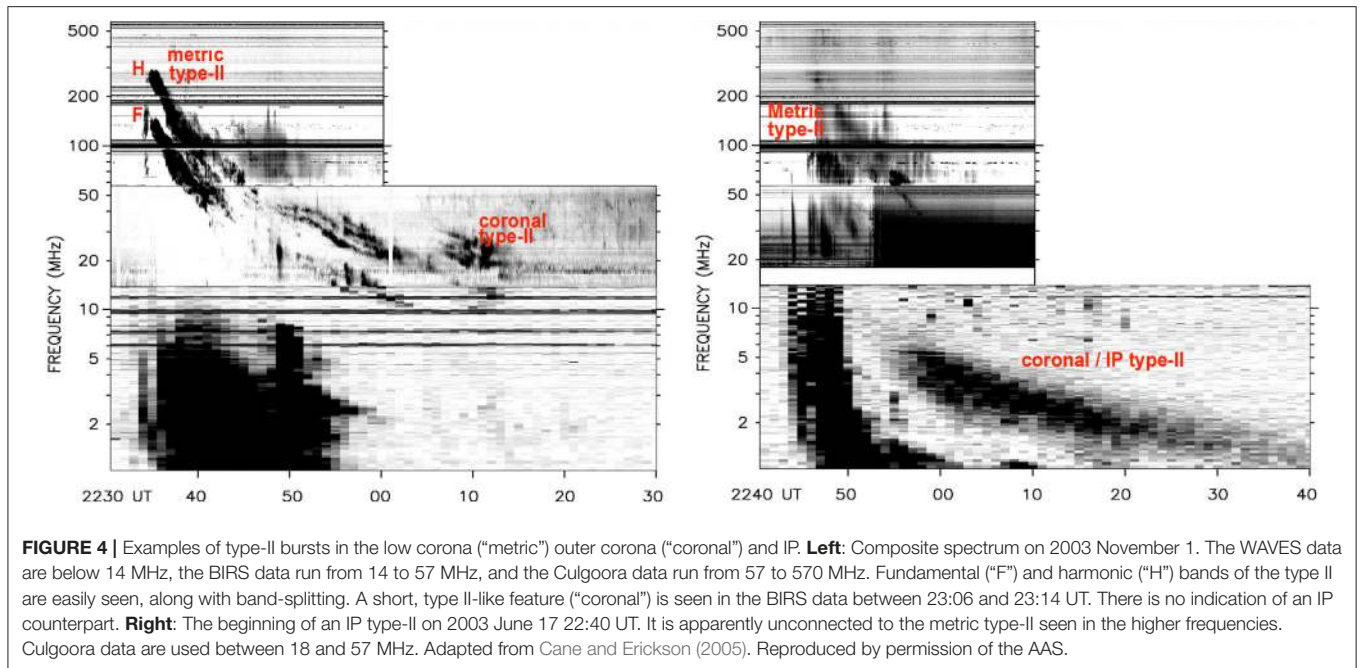 500
200
100
50
20
10
5
2
FREQUENCY (MHz)
H
metric
type-II
F
coronal
type-II
2230 UT 40 50 00 10 20 30
500
200
100
50
20
10
5
2
FREQUENCY (MHz)
Metric
type-II
coronal / IP type-II
2240 UT 50 00 10 20 30 40
FIGURE 4 | Examples of type-II bursts in the low corona (“metric”) outer corona (“coronal”) and IP. Left: Composite spectrum on 2003 November 1. The WAVES data
are below 14 MHz, the BIRS data run from 14 to 57 MHz, and the Culgoora data run from 57 to 570 MHz. Fundamental (“F”) and harmonic (“H”) bands of the type II
are easily seen, along with band-splitting. A short, type II-like feature (“coronal”) is seen in the BIRS data between 23:06 and 23:14 UT. There is no indication of an IP
counterpart. Right: The beginning of an IP type-II on 2003 June 17 22:40 UT. It is apparently unconnected to the metric type-II seen in the higher frequencies.
Culgoora data are used between 18 and 57 MHz. Adapted from Cane and Erickson (2005). Reproduced by permission of the AAS.